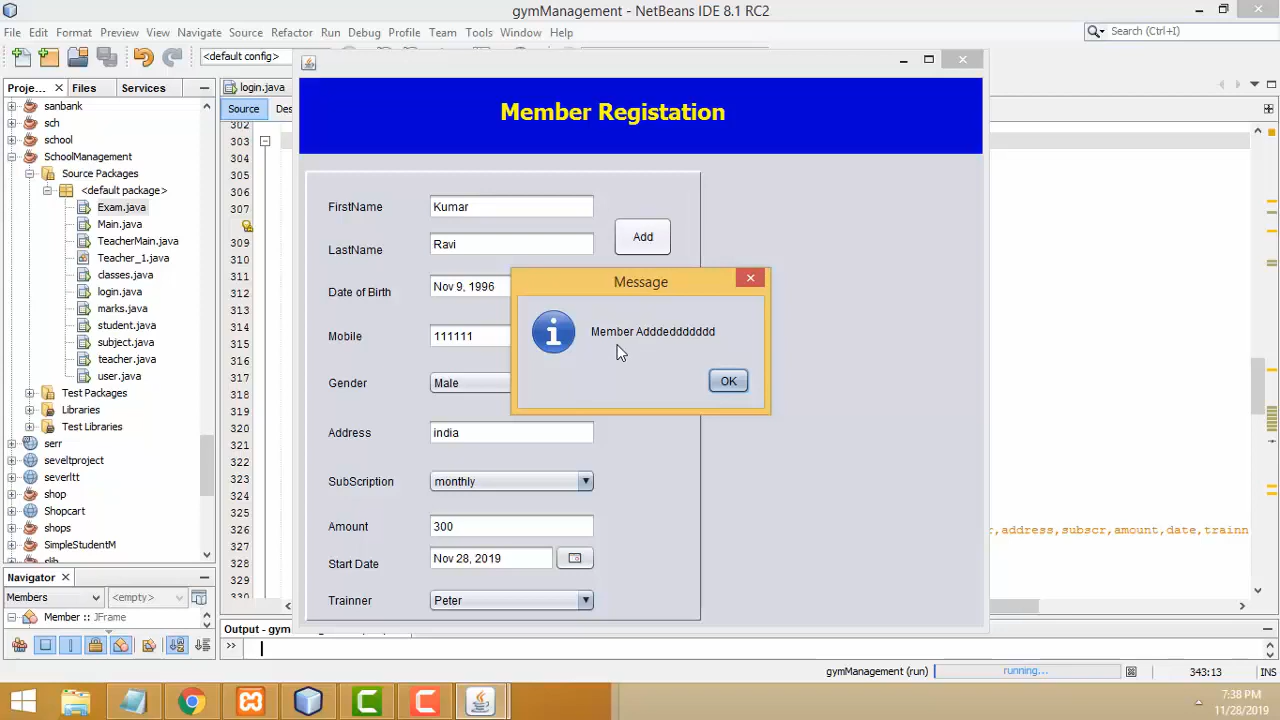 gymManagement - NetBeans IDE 8.1 RC2
File Edit Format Preview View Navigate Source Refactor Run Debug Profile Team Tools Window Help
Search (Ctrl+I)
<default config>
Proje... Files Services
login.java
Source Des
sanbank
sch
school
SchoolManagement
Source Packages
<default package>
Exam.java
Main.java
TeacherMain.java
Teacher_1.java
classes.java
login.java
marks.java
student.java
subject.java
teacher.java
user.java
Test Packages
Libraries
Test Libraries
serr
seveltproject
severltt
shop
Shopcart
shops
SimpleStudentM
302
303
304
305
306
307
309
310
311
312
313
314
315
316
317
318
319
320
321
322
323
324
325
326
327
328
329
330
Member Registation
FirstName Kumar
Add
LastName Ravi
Date of Birth Nov 9, 1996
Mobile 111111
Gender Male
Address india
SubScription monthly
Amount 300
Start Date Nov 28, 2019
Trainner Peter
Message
Member Adddeddddddd
OK
r,address,subscr,amount,date,trainn
Navigator
Members <empty>
Member :: JFrame
Output - gym
>>
gymManagement (run) running... 343:13 INS
7:38 PM
11/28/2019